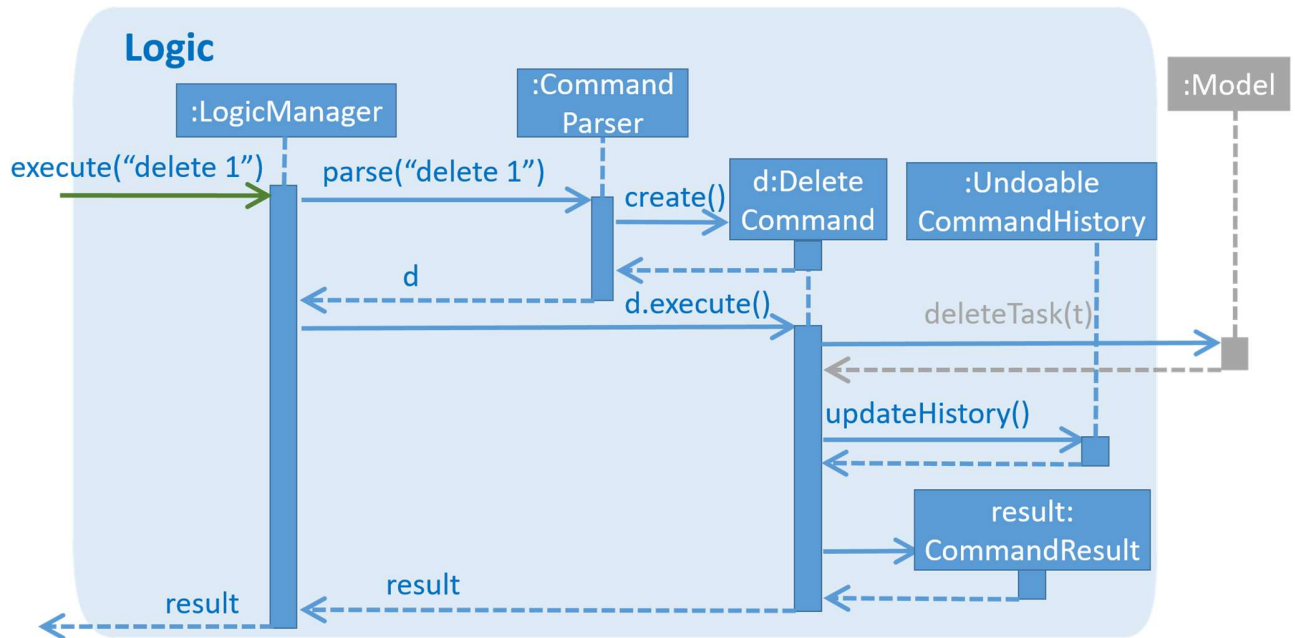 Logic
:LogicManager
:Command
Parser
:Model
execute(“delete 1”)
parse(“delete 1”)
create()
d:Delete
Command
:Undoable
CommandHistory
d
d.execute()
deleteTask(t)
updateHistory()
result:
CommandResult
result
result